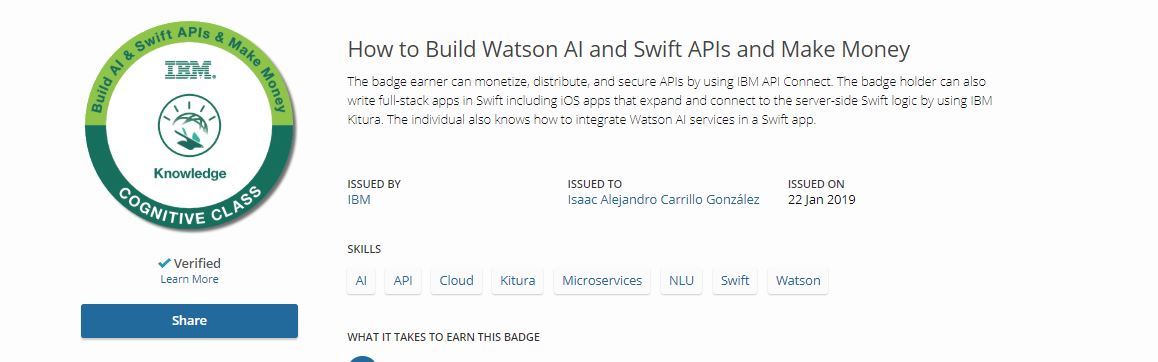 Build AI & Swift APIs & Make Money
IBM.
Knowledge
COGNITIVE CLASS
Verified
Learn More
Share
How to Build Watson AI and Swift APIs and Make Money
The badge earner can monetize, distribute, and secure APIs by using IBM API Connect. The badge holder can also
write full-stack apps in Swift including iOS apps that expand and connect to the server-side Swift logic by using IBM
Kitura. The individual also knows how to integrate Watson AI services in a Swift app.
ISSUED BY
IBM
ISSUED TO
Isaac Alejandro Carrillo González
ISSUED ON
22 Jan 2019
SKILLS
AI API Cloud Kitura Microservices NLU Swift Watson
WHAT IT TAKES TO EARN THIS BADGE